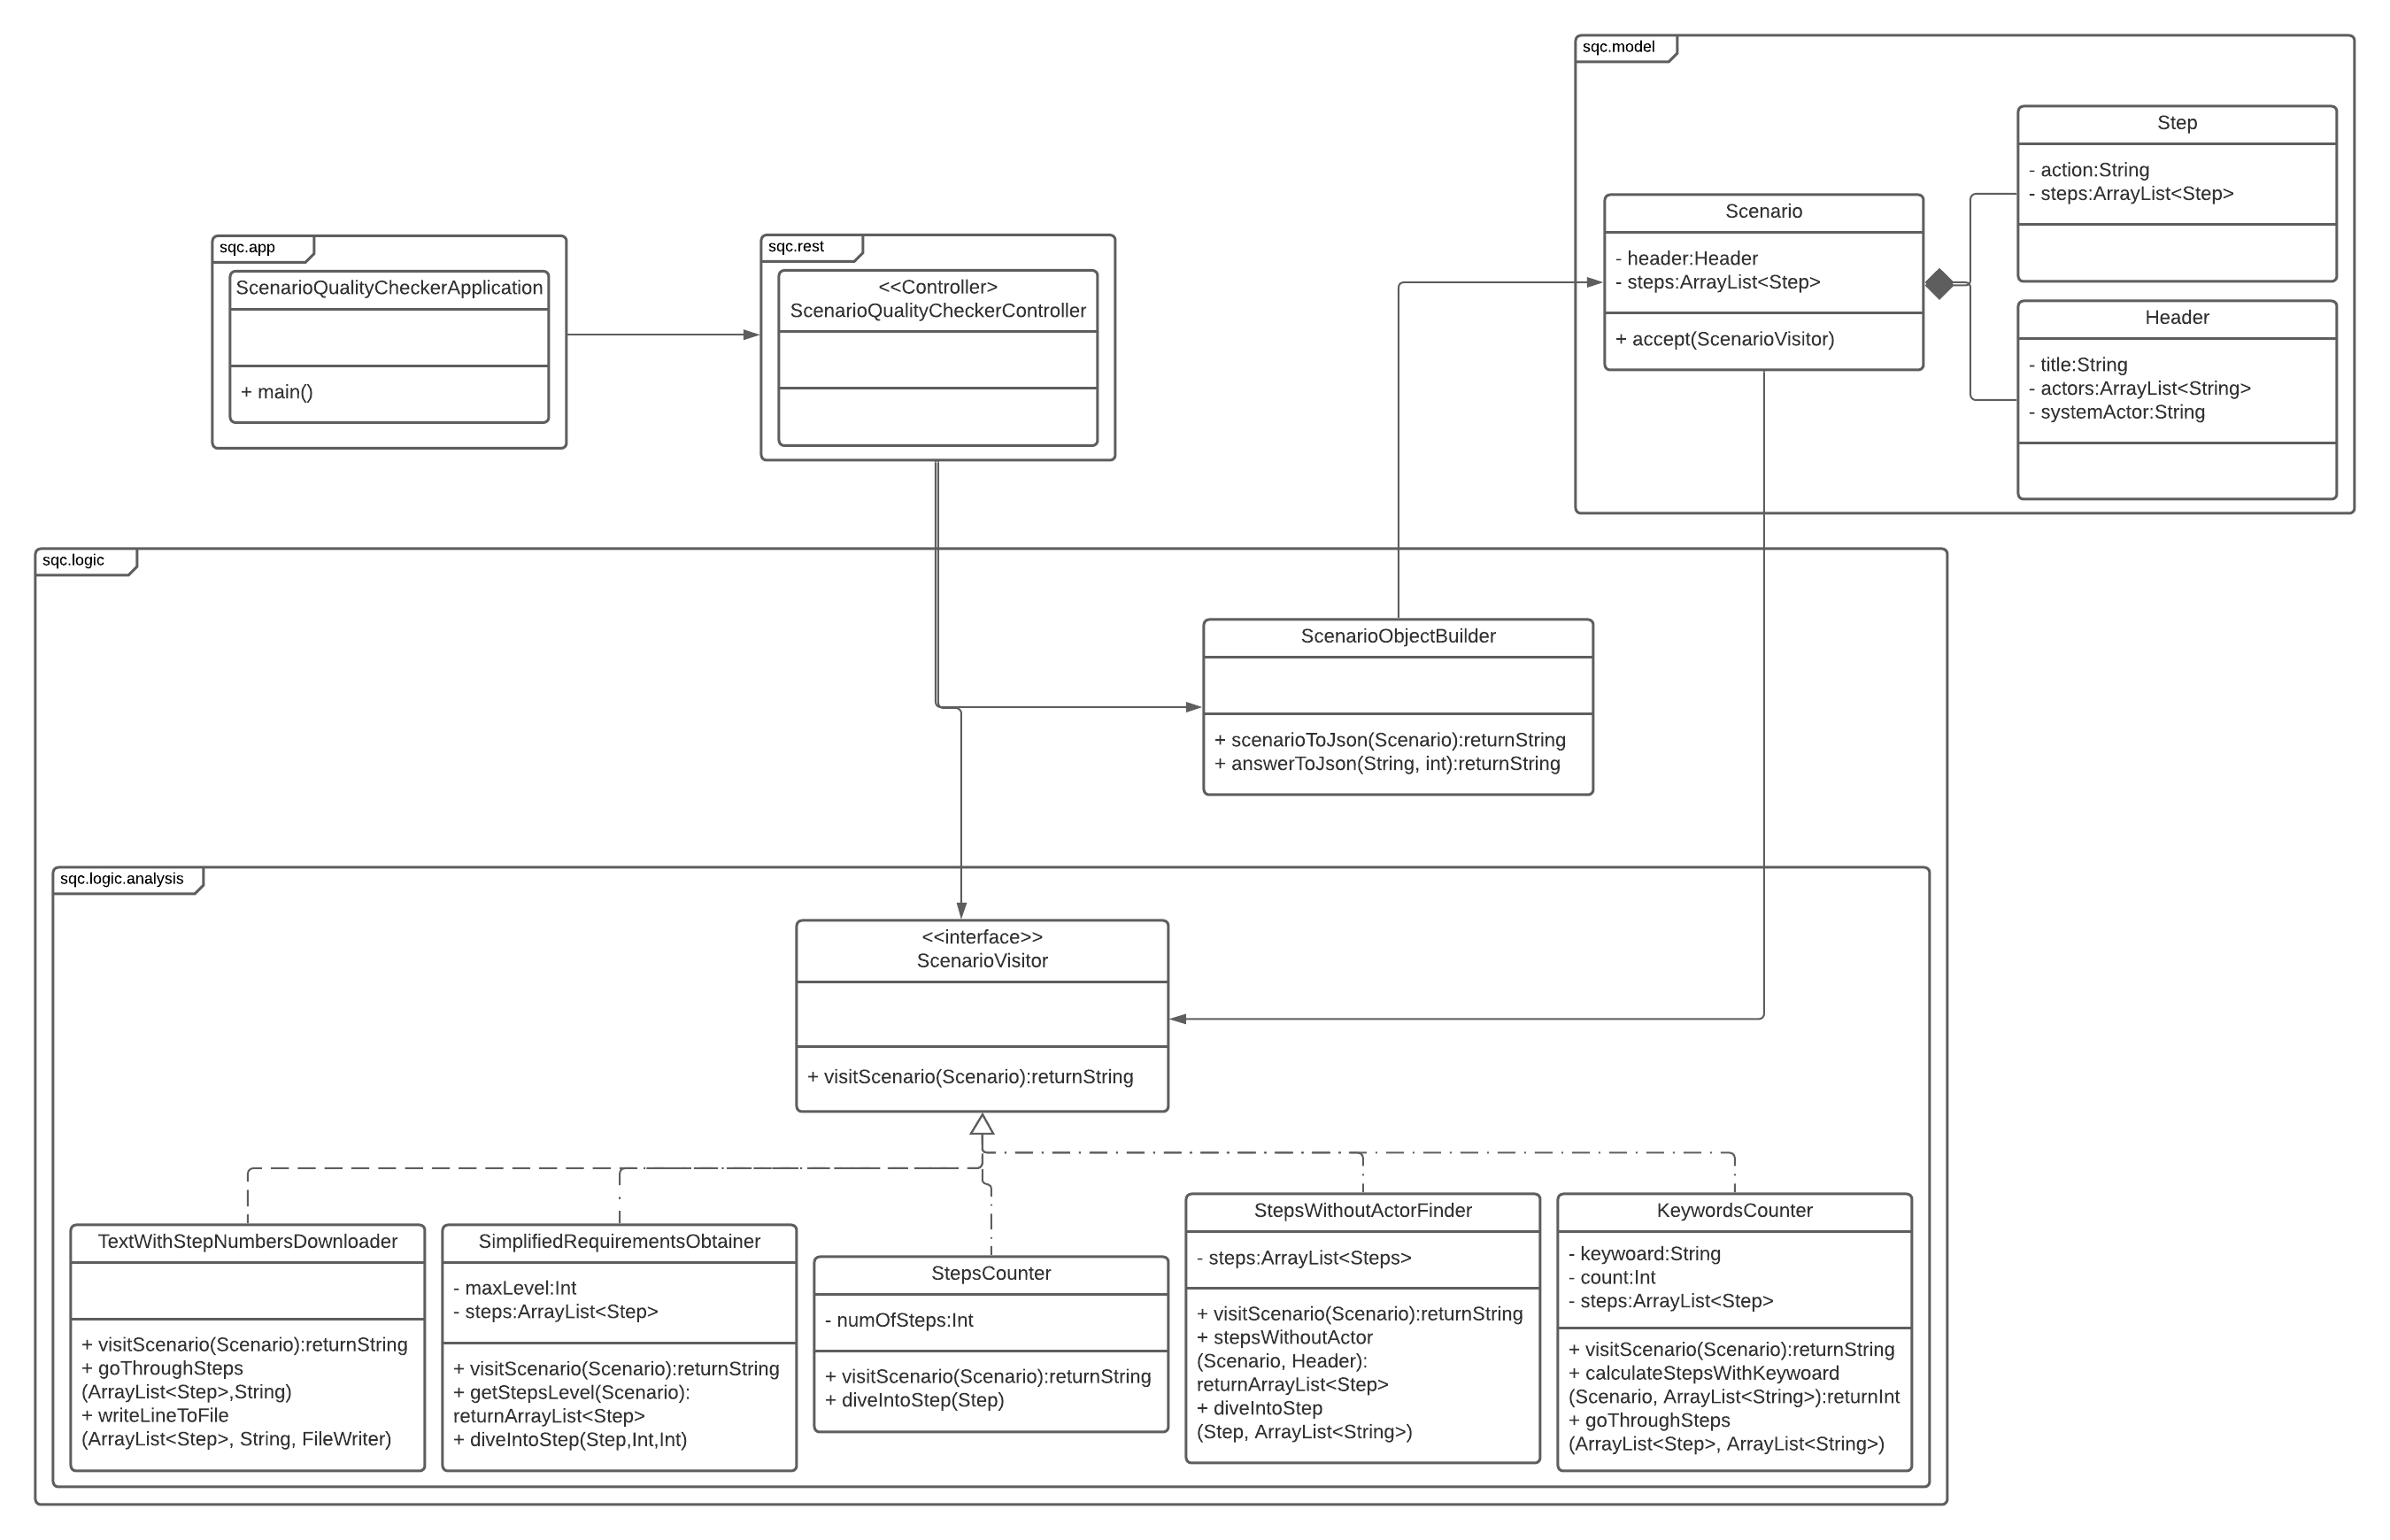 sqc.model
Step
- action:String
- steps:ArrayList<Step>
Scenario
- header:Header
- steps:ArrayList<Step>
+ accept(ScenarioVisitor)
Header
- title:String
- actors:ArrayList<String>
- systemActor:String
sqc.app
ScenarioQualityCheckerApplication
+ main()
sqc.rest
<<Controller>>
ScenarioQualityCheckerController
sqc.logic
ScenarioObjectBuilder
+ scenarioToJson(Scenario):returnString
+ answerToJson(String, int):returnString
sqc.logic.analysis
<<interface>>
ScenarioVisitor
+ visitScenario(Scenario):returnString
TextWithStepNumbersDownloader
+ visitScenario(Scenario):returnString
+ goThroughSteps
(ArrayList<Step>,String)
+ writeLineToFile
(ArrayList<Step>, String, FileWriter)
SimplifiedRequirementsObtainer
- maxLevel:Int
- steps:ArrayList<Step>
+ visitScenario(Scenario):returnString
+ getStepsLevel(Scenario):
returnArrayList<Step>
+ diveIntoStep(Step,Int,Int)
StepsCounter
- numOfSteps:Int
+ visitScenario(Scenario):returnString
+ diveIntoStep(Step)
StepsWithoutActorFinder
- steps:ArrayList<Steps>
+ visitScenario(Scenario):returnString
+ stepsWithoutActor
(Scenario, Header):
returnArrayList<Step>
+ diveIntoStep
(Step, ArrayList<String>)
KeywordsCounter
- keywoard:String
- count:Int
- steps:ArrayList<Step>
+ visitScenario(Scenario):returnString
+ calculateStepsWithKeywoard
(Scenario, ArrayList<String>):returnInt
+ goThroughSteps
(ArrayList<Step>, ArrayList<String>)